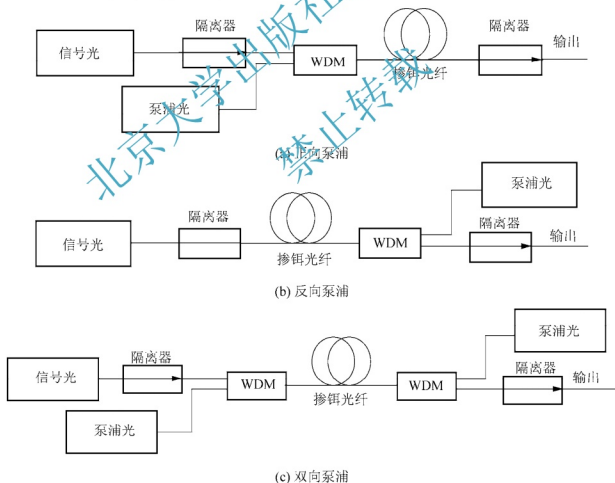 隔离器
隔离器
输出
信号光
WDM
掺铒光纤
泵浦光
(a) 正向泵浦
北京大学出版社
禁止转载
泵浦光
隔离器
隔离器
输出
信号光
WDM
掺铒光纤
(b) 反向泵浦
泵浦光
隔离器
隔离器
输出
信号光
WDM
WDM
掺铒光纤
泵浦光
(c) 双向泵浦